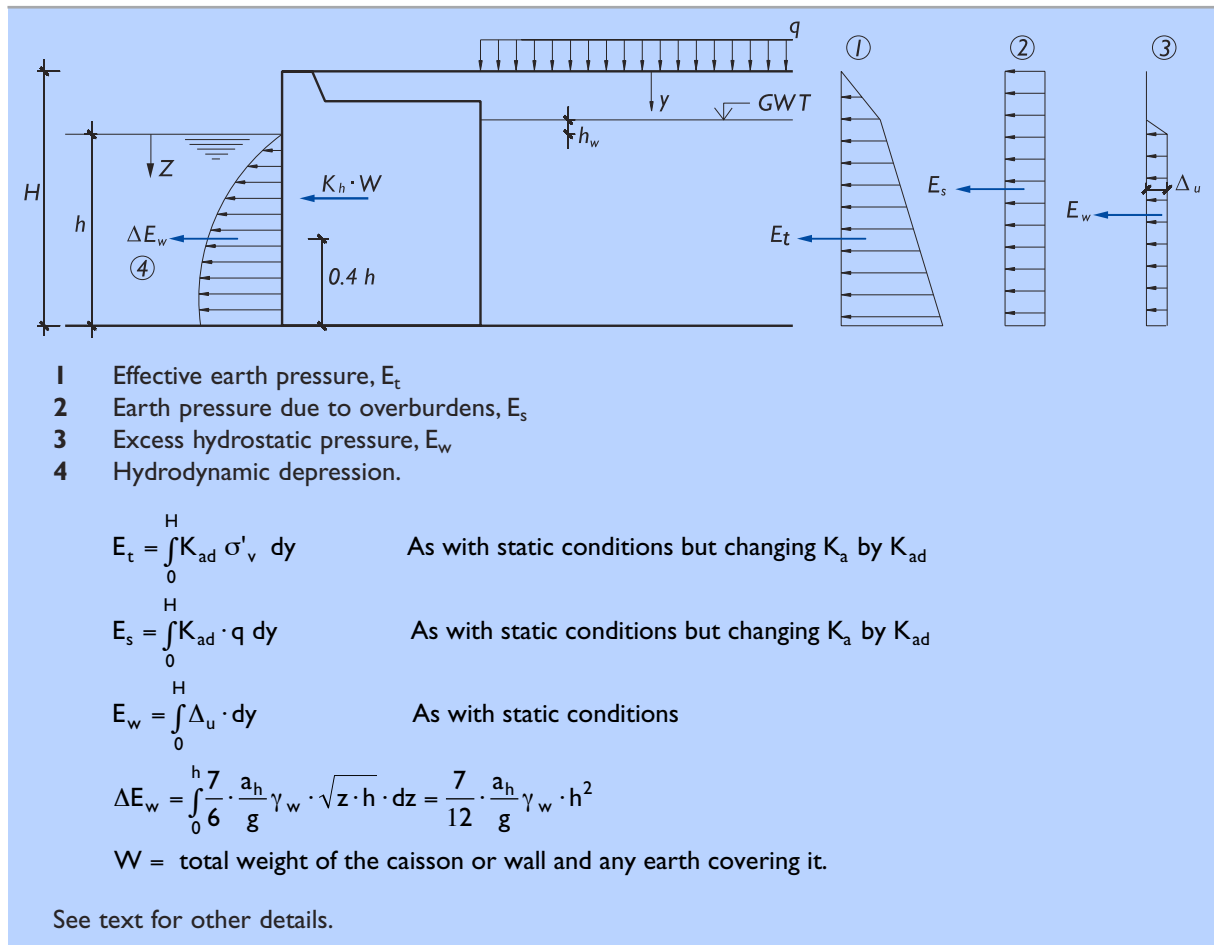 q
1
2
3
y
GWT
h_w
Z
H
h
K_h · W
ΔE_w
4
0.4 h
E_t
E_s
E_w
Δ_u
1 Effective earth pressure, E_t
2 Earth pressure due to overburdens, E_s
3 Excess hydrostatic pressure, E_w
4 Hydrodynamic depression.
E_t = ∫_0^H K_ad σ'_v dy As with static conditions but changing K_a by K_ad
E_s = ∫_0^H K_ad · q dy As with static conditions but changing K_a by K_ad
E_w = ∫_0^H Δ_u · dy As with static conditions
ΔE_w = ∫_0^h 7/6 · a_h/g γ_w · √(z · h) · dz = 7/12 · a_h/g γ_w · h²
W = total weight of the caisson or wall and any earth covering it.
See text for other details.